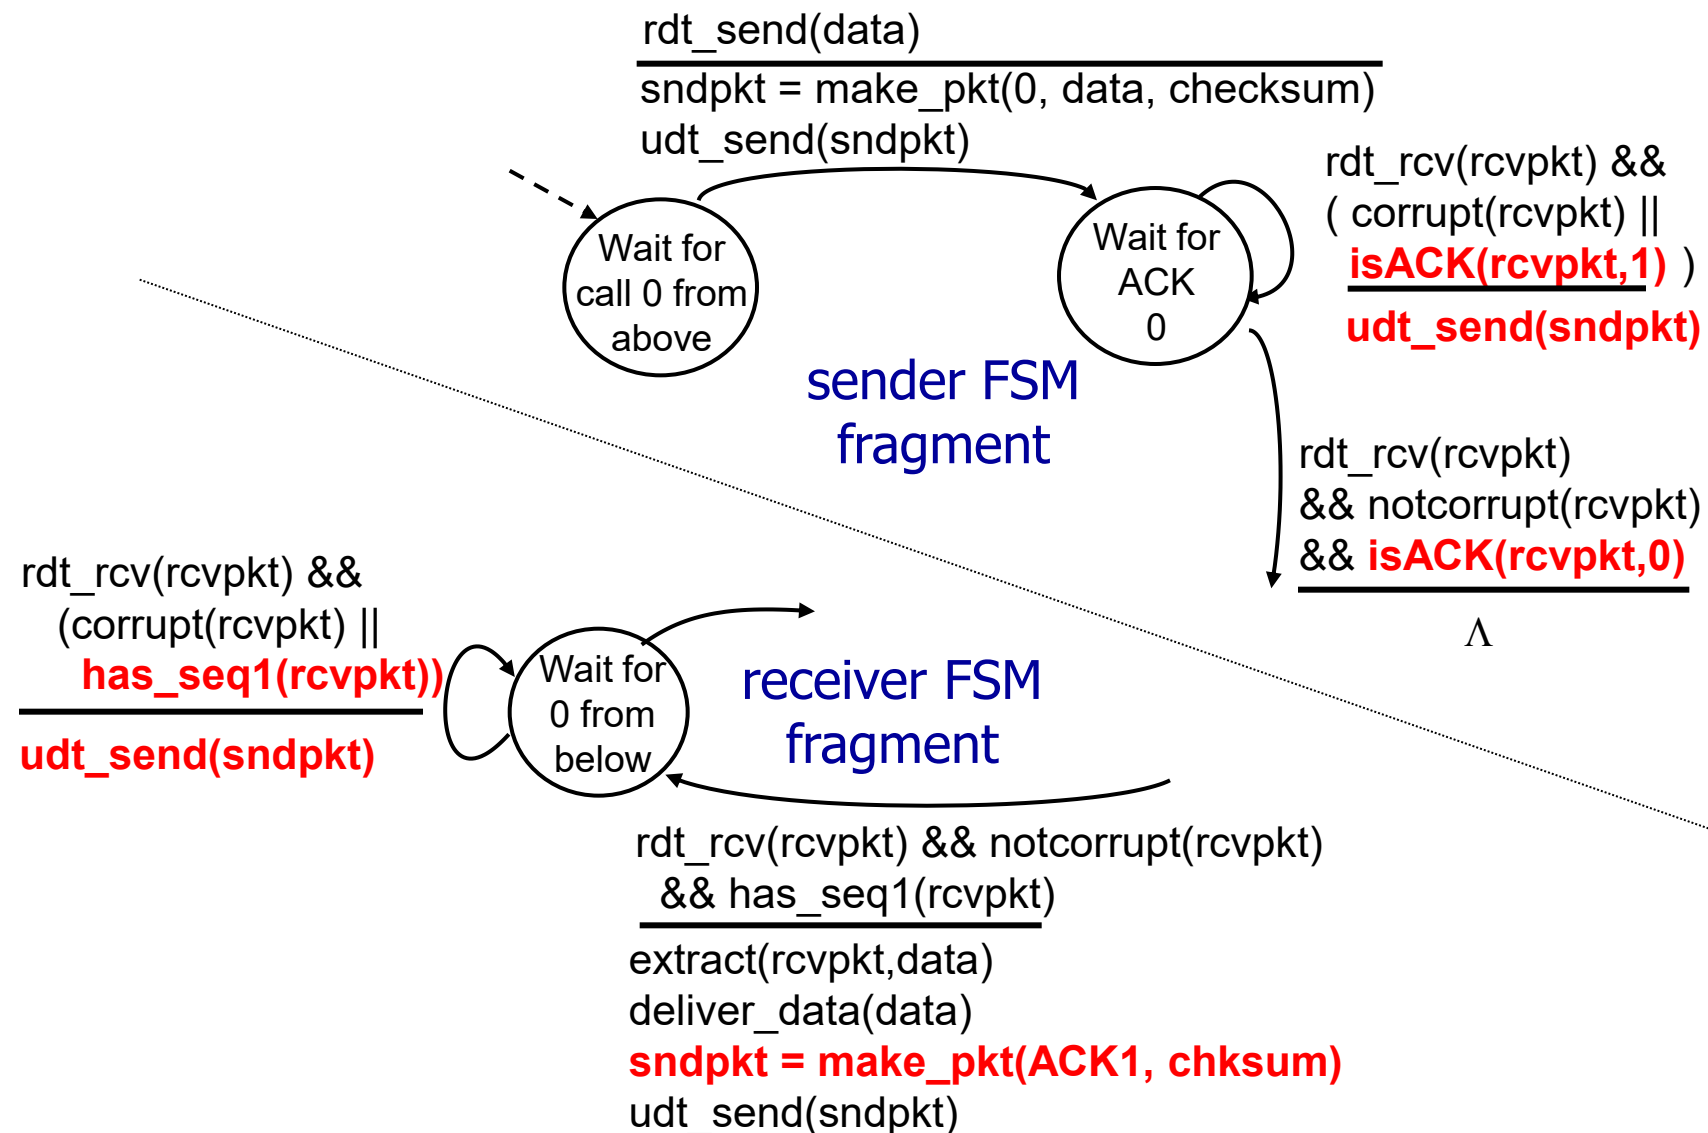 rdt_send(data)
sndpkt = make_pkt(0, data, checksum)
udt_send(sndpkt)
Wait for
call 0 from
above
Wait for
ACK
0
rdt_rcv(rcvpkt) &&
( corrupt(rcvpkt) ||
isACK(rcvpkt,1) )
udt_send(sndpkt)
sender FSM
fragment
rdt_rcv(rcvpkt)
&& notcorrupt(rcvpkt)
&& isACK(rcvpkt,0)
Λ
rdt_rcv(rcvpkt) &&
(corrupt(rcvpkt) ||
has_seq1(rcvpkt))
udt_send(sndpkt)
Wait for
0 from
below
receiver FSM
fragment
rdt_rcv(rcvpkt) && notcorrupt(rcvpkt)
&& has_seq1(rcvpkt)
extract(rcvpkt,data)
deliver_data(data)
sndpkt = make_pkt(ACK1, chksum)
udt_send(sndpkt)